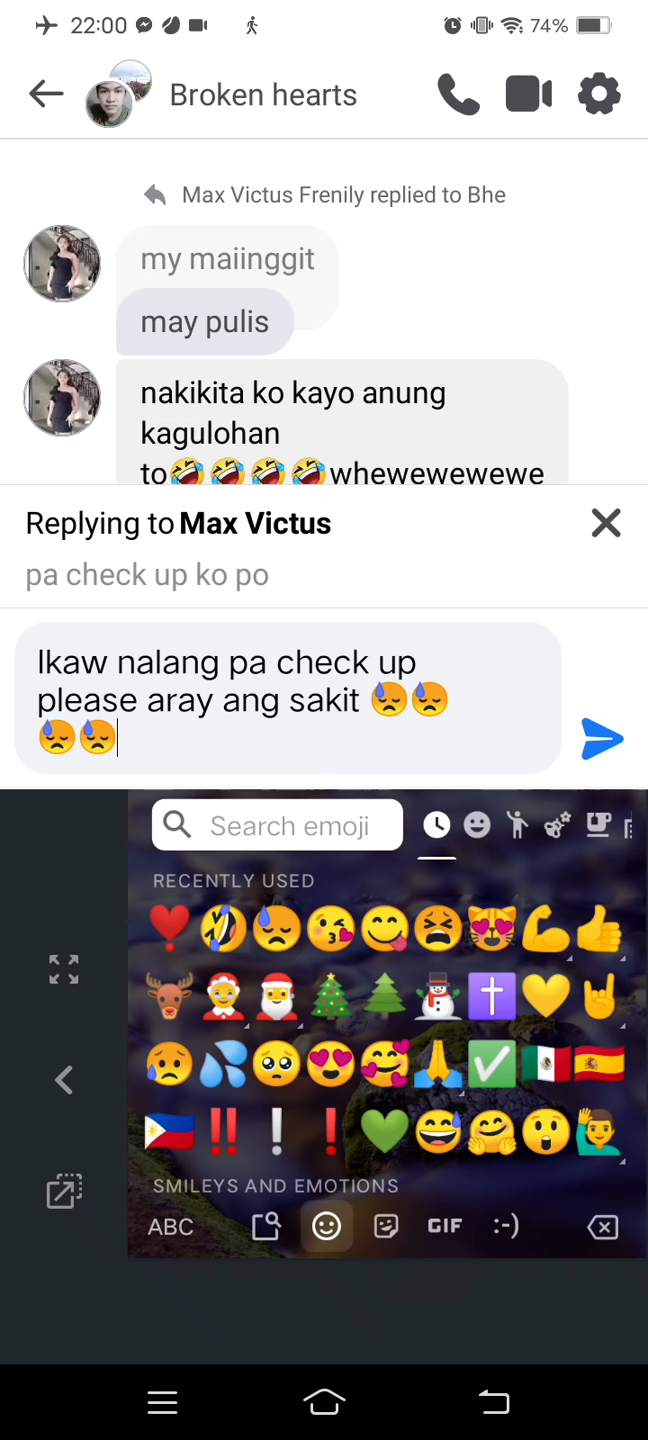 22:00
74%
Broken hearts
Max Victus Frenily replied to Bhe
my maiinggit
may pulis
nakikita ko kayo anung
kagulohan
to🤣🤣🤣🤣whewewewewe
Replying to Max Victus
pa check up ko po
Ikaw nalang pa check up
please aray ang sakit 😓😓
😓😓
Search emoji
RECENTLY USED
SMILEYS AND EMOTIONS
ABC
GIF
:-)